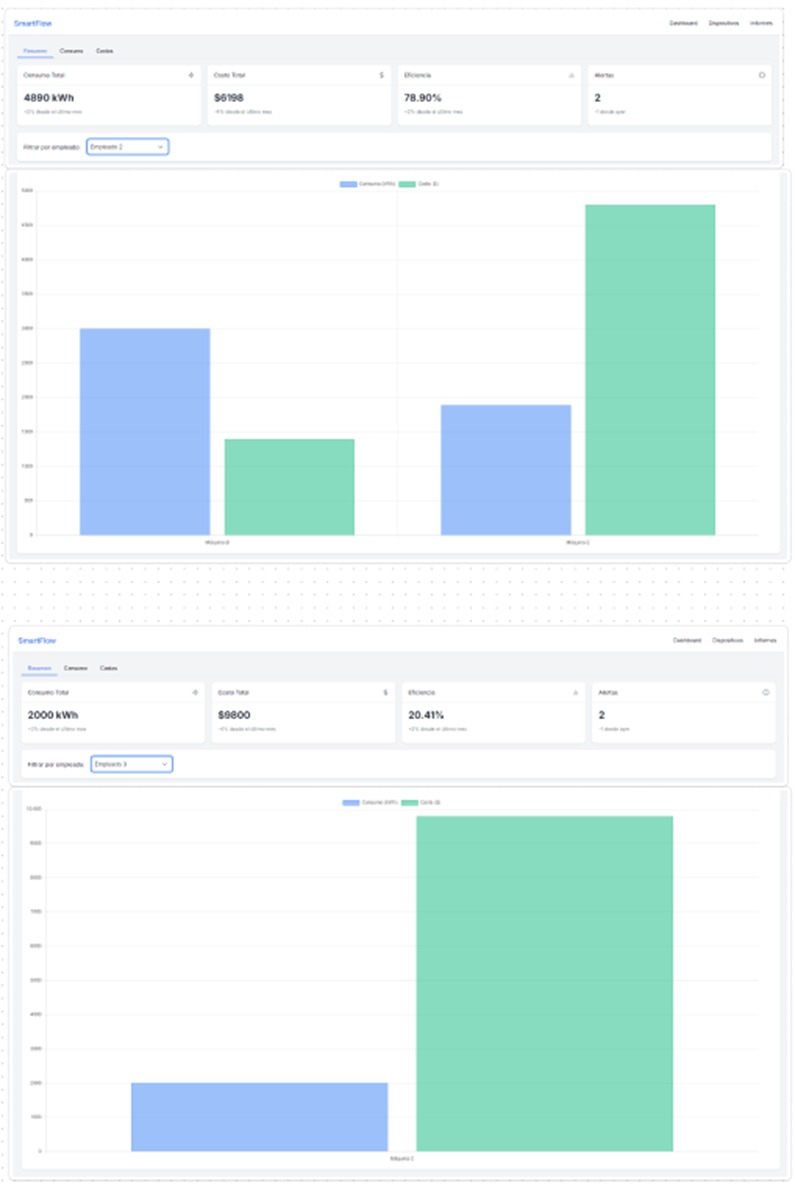 SmartFlow
Dashboard Dispositivos Informes
Resumen Consumo Costos
Consumo Total
Costo Total
Eficiencia
Alertas
4890 kWh
$6198
78.90%
2
+2% desde el último mes
-4% desde el último mes
+2% desde el último mes
-1 desde ayer
Filtrar por empleado: Empleado 2
Consumo (kWh) Costo ($)
5000
4500
4000
3500
3000
2500
2000
1500
1000
500
0
Máquina B
SmartFlow
Dashboard Dispositivos Informes
Resumen Consumo Costos
Consumo Total
Costo Total
Eficiencia
Alertas
2000 kWh
$9800
20.41%
2
+2% desde el último mes
-4% desde el último mes
+2% desde el último mes
-1 desde ayer
Filtrar por empleado: Empleado 3
Consumo (kWh) Costo ($)
10.000
9000
8000
7000
6000
5000
4000
3000
2000
1000
0